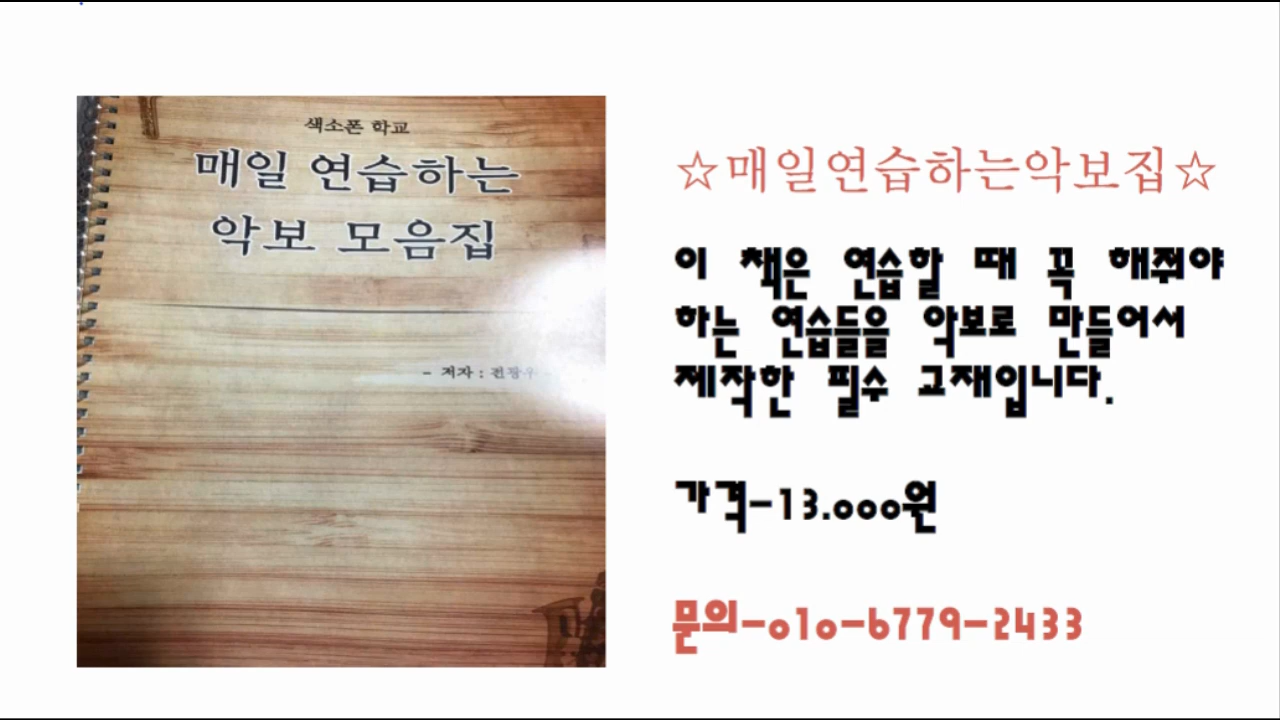 색소폰 학교
매일 연습하는
악보 모음집
- 저자 :
☆매일연습하는악보집☆
이 책은 연습할 때 꼭 해줘야
하는 연습들을 악보로 만들어서
제작한 필수 교재입니다.
가격-13.000원
문의-010-6779-2433